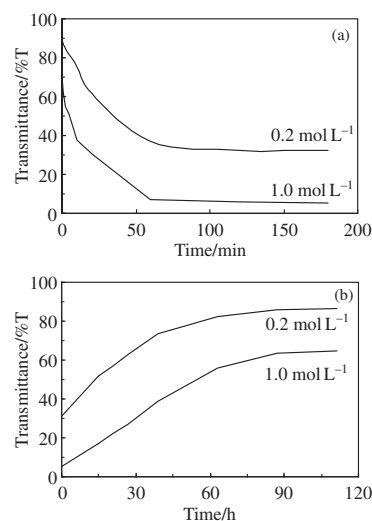 (a)
Transmittance/%T
100
80
60
40
20
0
0.2 mol L⁻¹
1.0 mol L⁻¹
0 50 100 150 200
Time/min
(b)
Transmittance/%T
100
80
60
40
20
0
0.2 mol L⁻¹
1.0 mol L⁻¹
0 30 60 90 120
Time/h